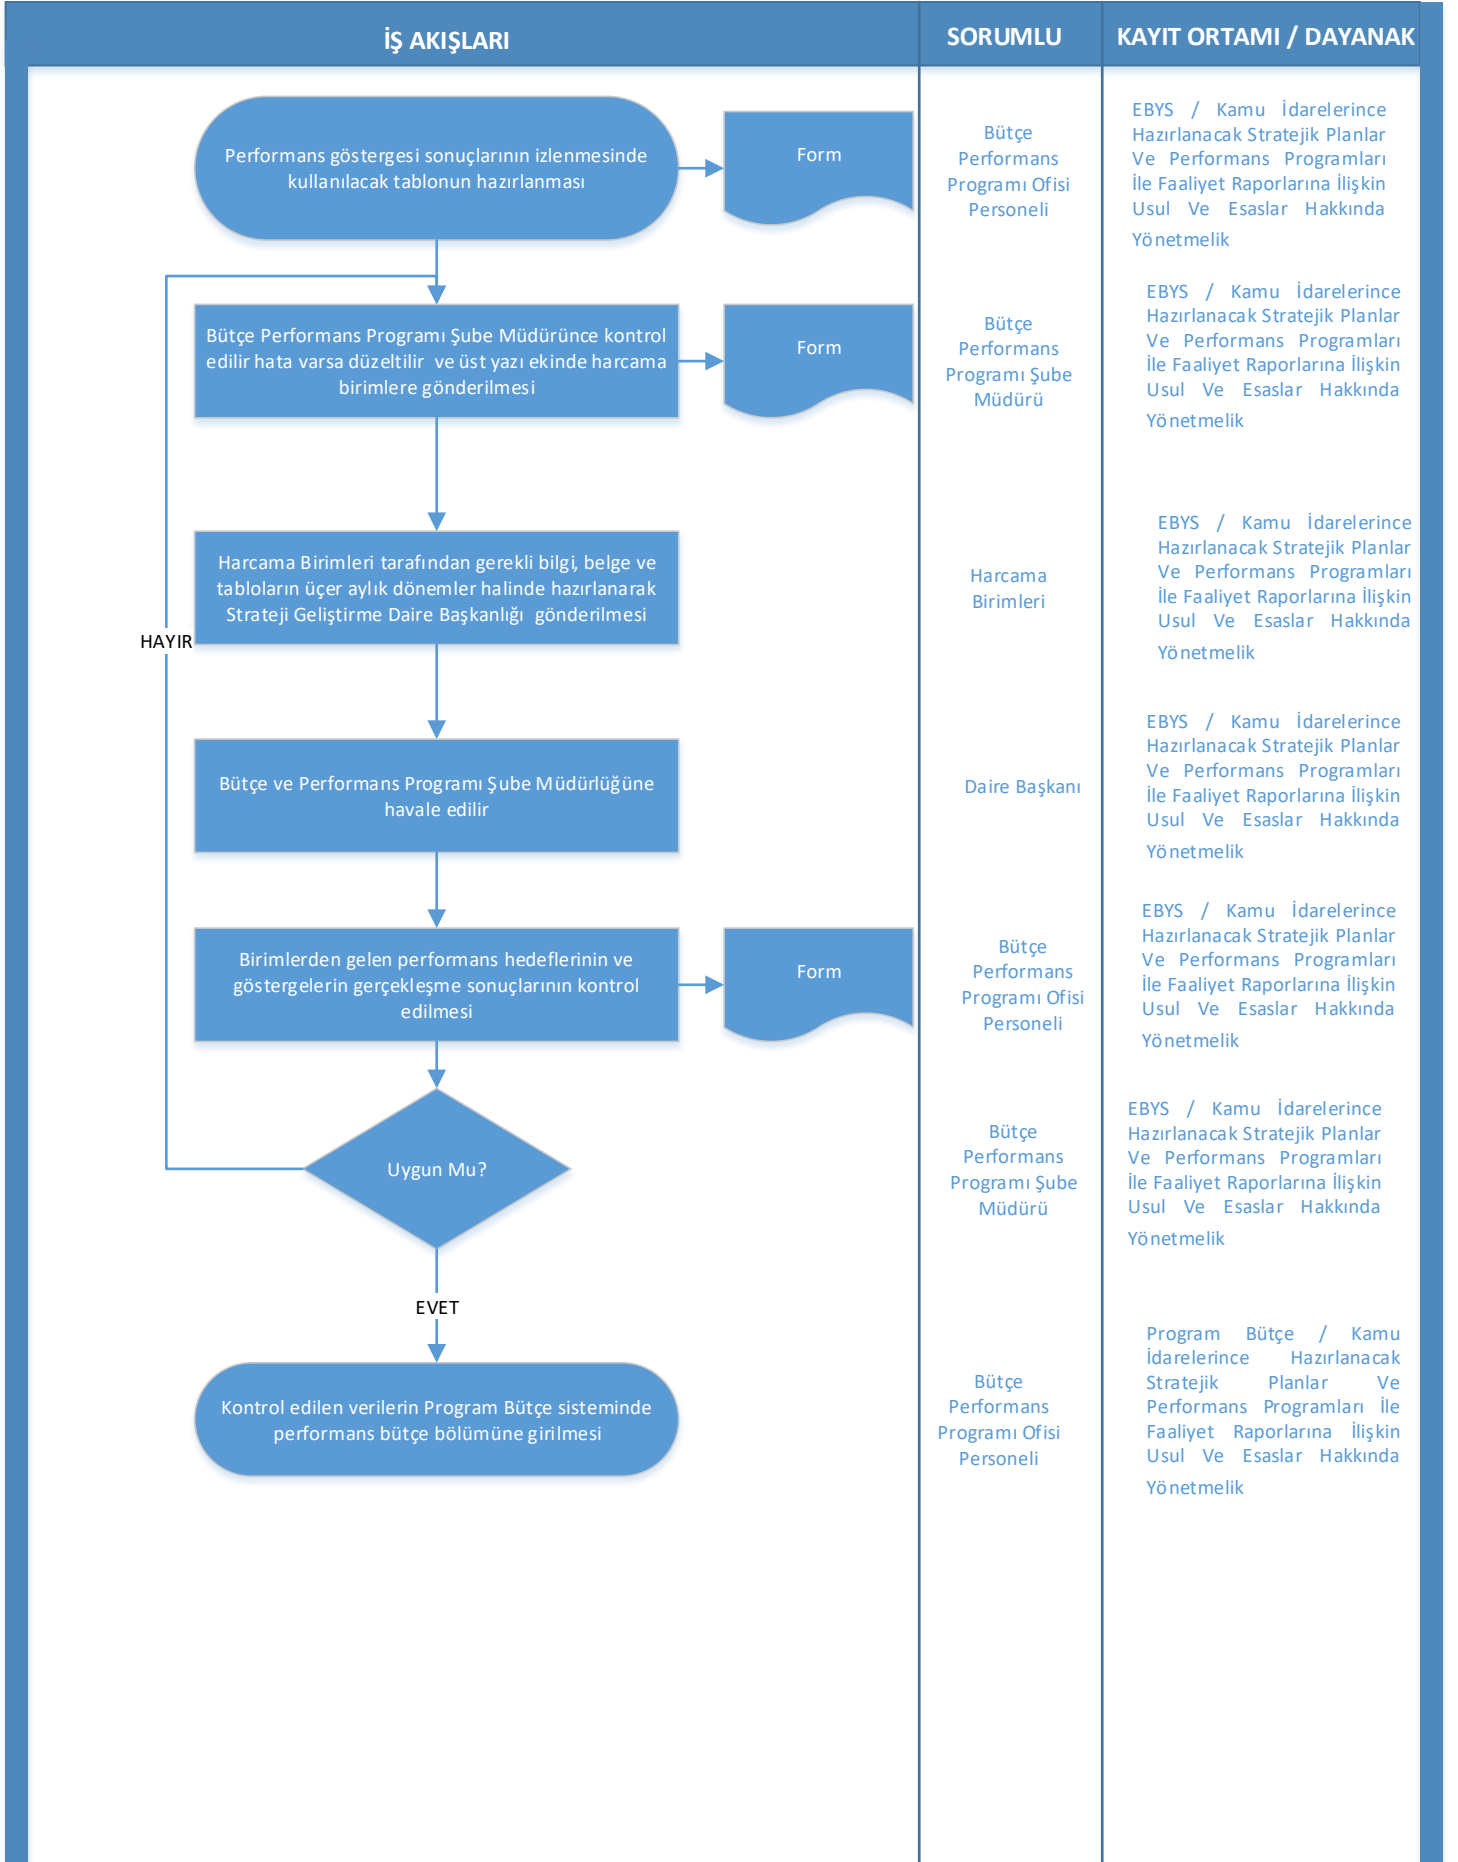 İŞ AKIŞLARI
SORUMLU
KAYIT ORTAMI / DAYANAK
Performans göstergesi sonuçlarının izlenmesinde
kullanılacak tablonun hazırlanması
Form
Bütçe
Performans
Programı Ofisi
Personeli
EBYS / Kamu İdarelerince
Hazırlanacak Stratejik Planlar
Ve Performans Programları
İle Faaliyet Raporlarına İlişkin
Usul Ve Esaslar Hakkında
Yönetmelik
Bütçe Performans Programı Şube Müdürünce kontrol
edilir hata varsa düzeltilir ve üst yazı ekinde harcama
birimlere gönderilmesi
Form
Bütçe
Performans
Programı Şube
Müdürü
EBYS / Kamu İdarelerince
Hazırlanacak Stratejik Planlar
Ve Performans Programları
İle Faaliyet Raporlarına İlişkin
Usul Ve Esaslar Hakkında
Yönetmelik
Harcama Birimleri tarafından gerekli bilgi, belge ve
tabloların üçer aylık dönemler halinde hazırlanarak
Strateji Geliştirme Daire Başkanlığı gönderilmesi
Harcama
Birimleri
EBYS / Kamu İdarelerince
Hazırlanacak Stratejik Planlar
Ve Performans Programları
İle Faaliyet Raporlarına İlişkin
Usul Ve Esaslar Hakkında
Yönetmelik
HAYIR
Bütçe ve Performans Programı Şube Müdürlüğüne
havale edilir
Daire Başkanı
EBYS / Kamu İdarelerince
Hazırlanacak Stratejik Planlar
Ve Performans Programları
İle Faaliyet Raporlarına İlişkin
Usul Ve Esaslar Hakkında
Yönetmelik
Birimlerden gelen performans hedeflerinin ve
göstergelerin gerçekleşme sonuçlarının kontrol
edilmesi
Form
Bütçe
Performans
Programı Ofisi
Personeli
EBYS / Kamu İdarelerince
Hazırlanacak Stratejik Planlar
Ve Performans Programları
İle Faaliyet Raporlarına İlişkin
Usul Ve Esaslar Hakkında
Yönetmelik
Uygun Mu?
Bütçe
Performans
Programı Şube
Müdürü
EBYS / Kamu İdarelerince
Hazırlanacak Stratejik Planlar
Ve Performans Programları
İle Faaliyet Raporlarına İlişkin
Usul Ve Esaslar Hakkında
Yönetmelik
EVET
Kontrol edilen verilerin Program Bütçe sisteminde
performans bütçe bölümüne girilmesi
Bütçe
Performans
Programı Ofisi
Personeli
Program Bütçe / Kamu
İdarelerince Hazırlanacak
Stratejik Planlar Ve
Performans Programları İle
Faaliyet Raporlarına İlişkin
Usul Ve Esaslar Hakkında
Yönetmelik